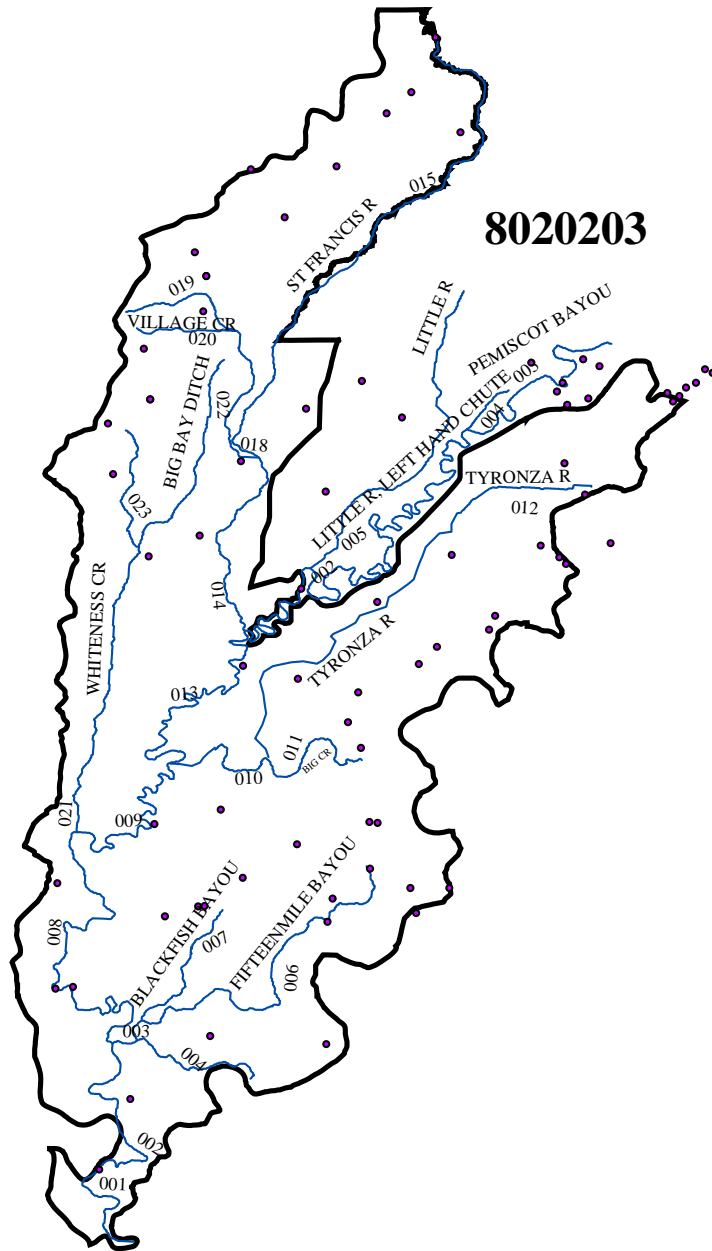 015
8020203
ST FRANCIS R
019
VILLAGE CR
020
LITTLE R
PEMISCOT BAYOU
003
004
BIG BAY DITCH
022
018
LITTLE R, LEFT HAND CHUTE
TYRONZA R
012
023
005
002
014
WHITENESS CR
TYRONZA R
013
011
BIG CR
010
021
009
BLACKFISH BAYOU
FIFTEENMILE BAYOU
008
007
006
003
004
002
001